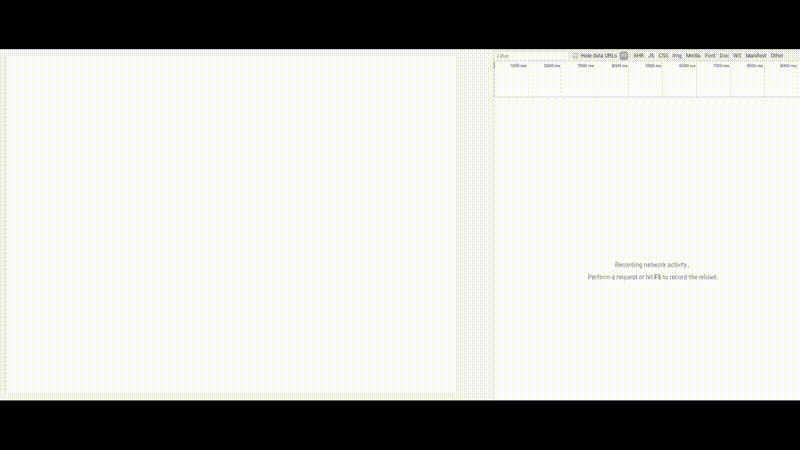 Filter Hide data URLs All XHR JS CSS Img Media Font Doc WS Manifest Other
1000 ms 2000 ms 3000 ms 4000 ms 5000 ms 6000 ms 7000 ms 8000 ms 9000 ms
Recording network activity...
Perform a request or hit F5 to record the reload.